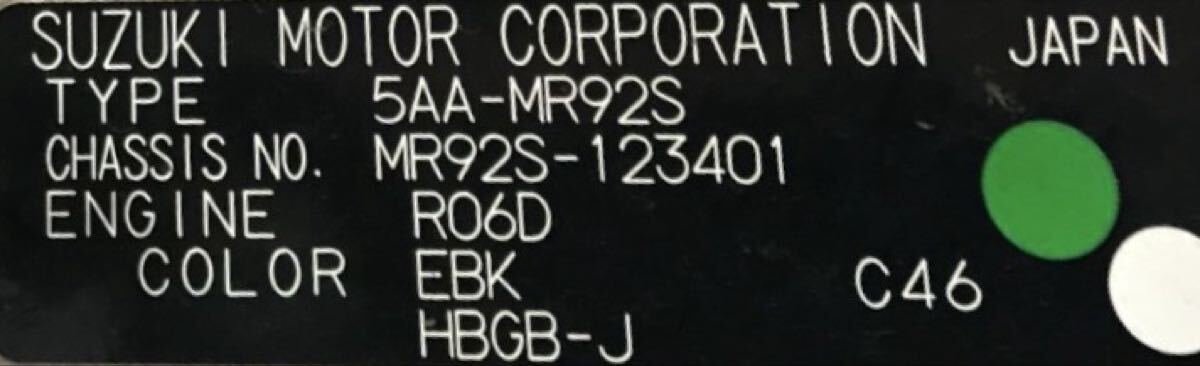 SUZUKI MOTOR CORPORATION JAPAN
TYPE 5AA-MR92S
CHASSIS NO. MR92S-123401
ENGINE R06D
COLOR EBK C46
HBGB-J